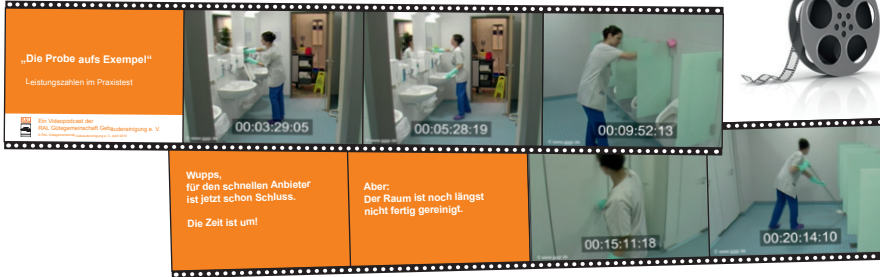 „Die Probe aufs Exempel“
Leistungszahlen im Praxistest
Ein Videopodcast der
RAL Gütegemeinschaft Gebäudereinigung e. V.
00:03:29:05
00:05:28:19
00:09:52:13
Wupps,
für den schnellen Anbieter
ist jetzt schon Schluss.
Die Zeit ist um!
Aber:
Der Raum ist noch längst
nicht fertig gereinigt.
00:15:11:18
00:20:14:10